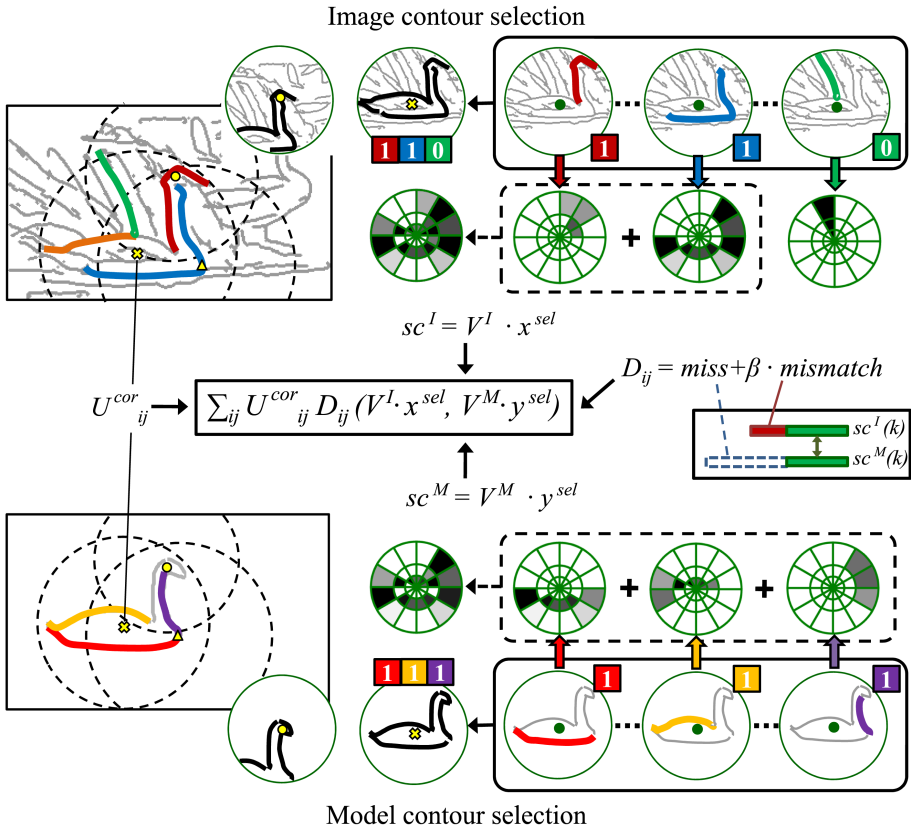 Image contour selection
1 1 0
1
1
0
+
sc^I = V^I · x^sel
D_ij = miss+β · mismatch
U^cor_ij
∑_ij U^cor_ij D_ij (V^I · x^sel, V^M · y^sel)
sc^I(k)
sc^M(k)
sc^M = V^M · y^sel
+ +
1 1 1
1
1
1
Model contour selection